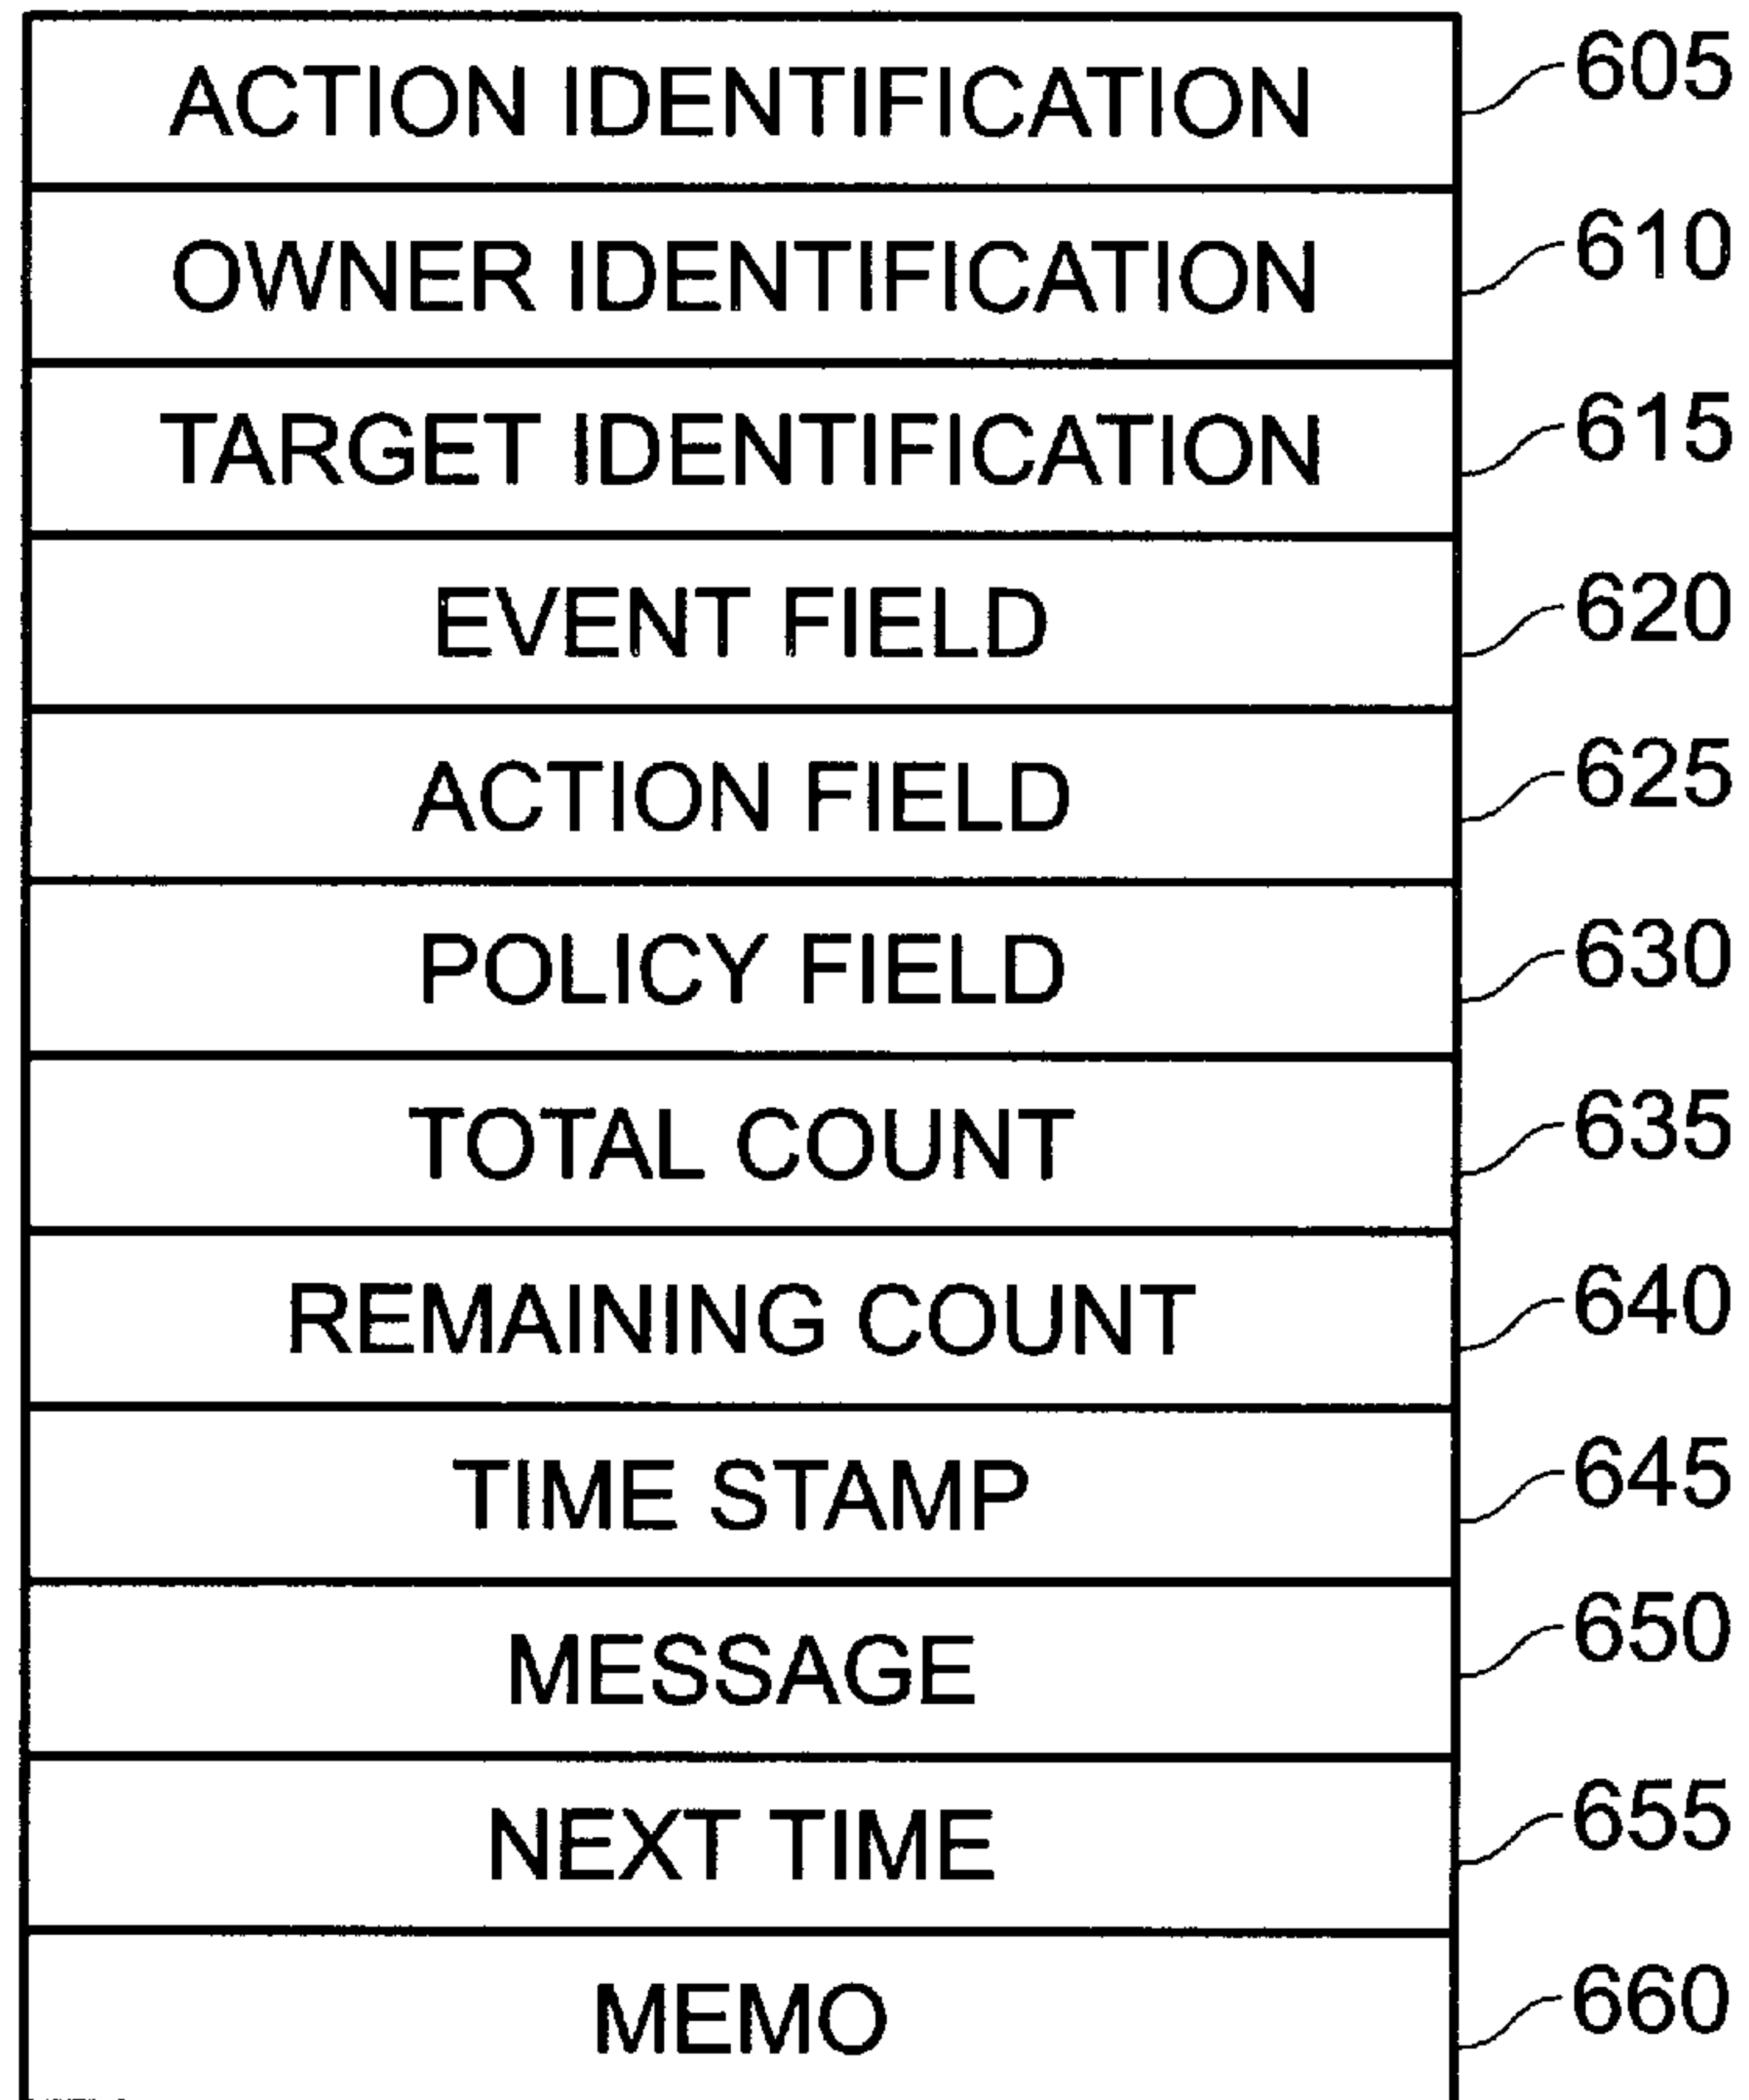 ACTION IDENTIFICATION 605
OWNER IDENTIFICATION 610
TARGET IDENTIFICATION 615
EVENT FIELD 620
ACTION FIELD 625
POLICY FIELD 630
TOTAL COUNT 635
REMAINING COUNT 640
TIME STAMP 645
MESSAGE 650
NEXT TIME 655
MEMO 660